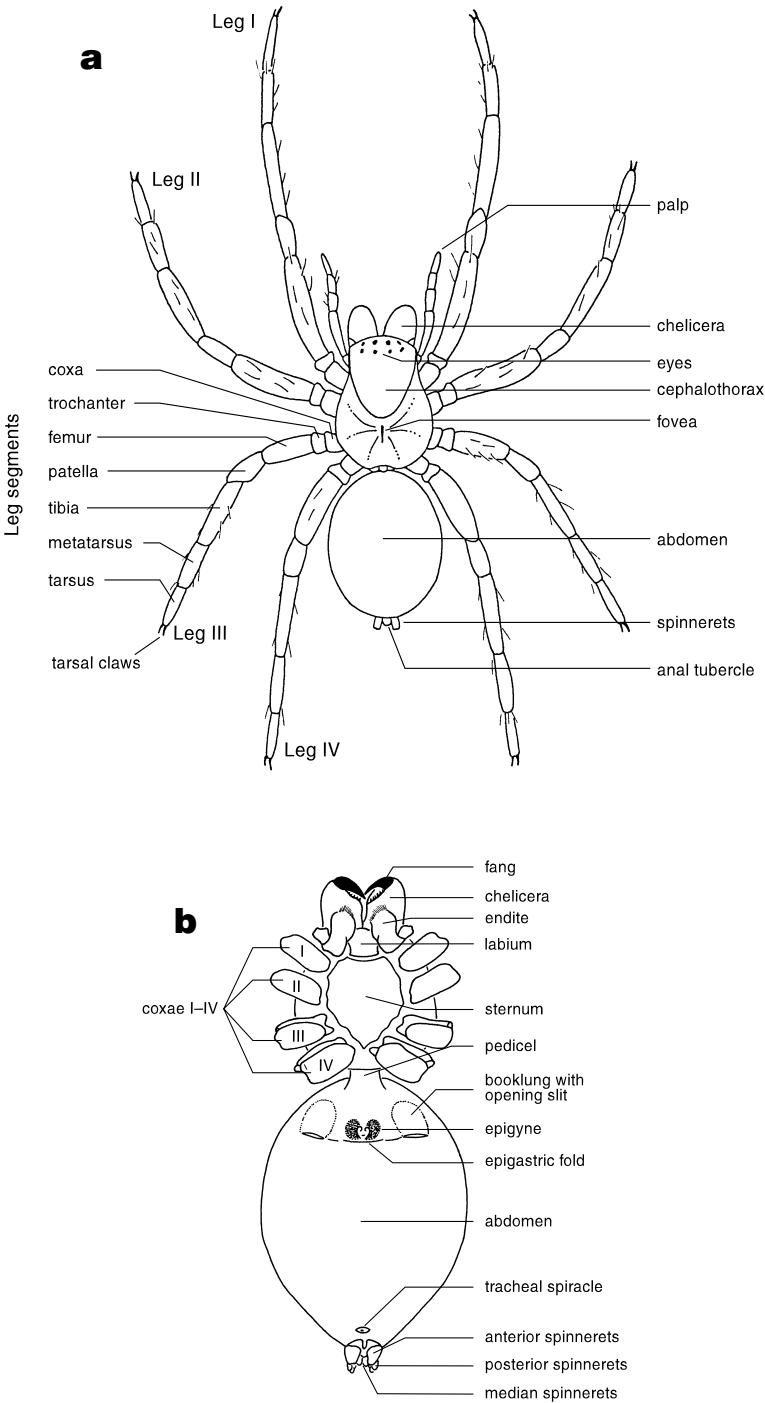 a
Leg I
Leg II
palp
chelicera
eyes
cephalothorax
fovea
abdomen
spinnerets
anal tubercle
Leg segments
coxa
trochanter
femur
patella
tibia
metatarsus
tarsus
Leg III
tarsal claws
Leg IV
b
fang
chelicera
endite
labium
I
II
III
IV
coxae I–IV
sternum
pedicel
booklung with
opening slit
epigyne
epigastric fold
abdomen
tracheal spiracle
anterior spinnerets
posterior spinnerets
median spinnerets